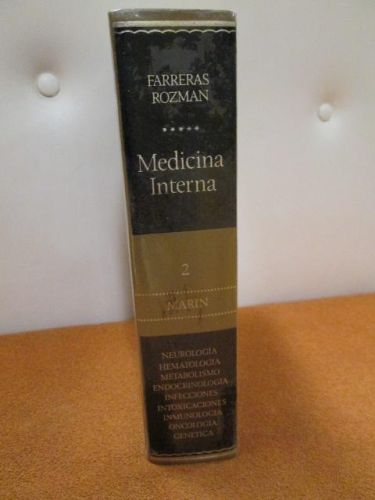 FARRERAS
ROZMAN
Medicina
Interna
2
MARIN
NEUROLOGIA
HEMATOLOGIA
METABOLISMO
ENDOCRINOLOGIA
INFECCIONES
INTOXICACIONES
INMUNOLOGIA
ONCOLOGIA
GENETICA